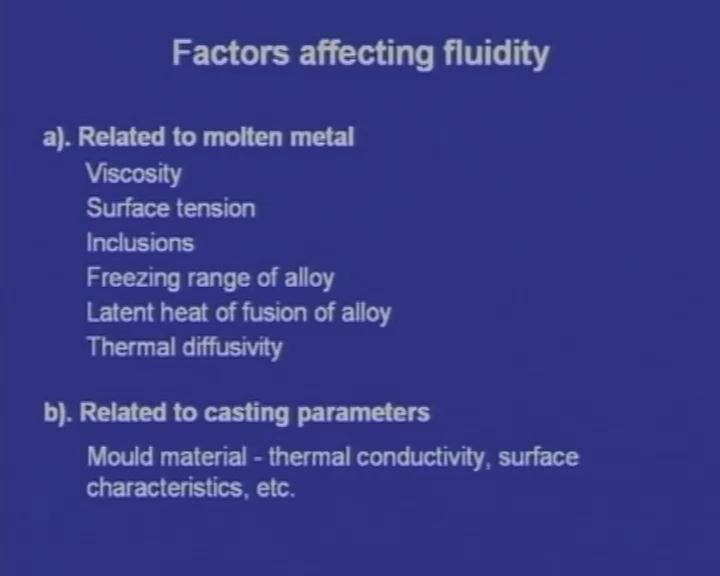 Factors affecting fluidity
a). Related to molten metal
Viscosity
Surface tension
Inclusions
Freezing range of alloy
Latent heat of fusion of alloy
Thermal diffusivity
b). Related to casting parameters
Mould material - thermal conductivity, surface
characteristics, etc.